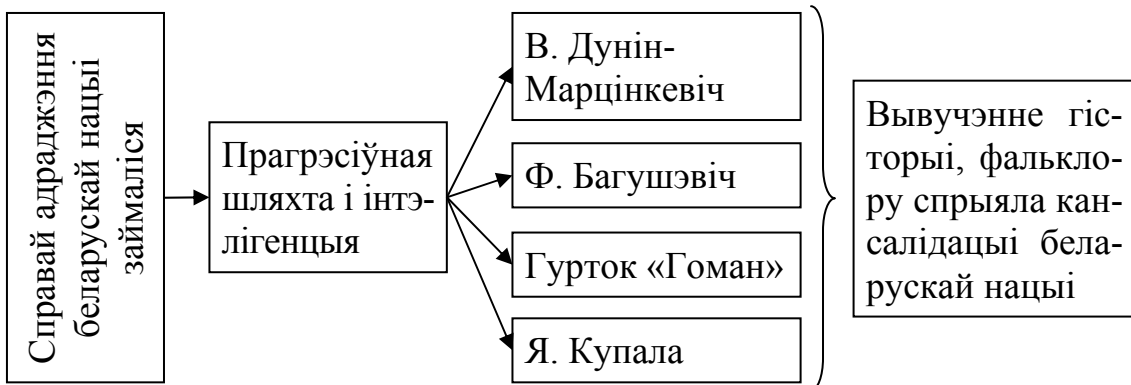 Справай адраджэння
беларускай нацыі
займаліся
Прагрэсіўная
шляхта і інтэ-
лігенцыя
В. Дунін-
Марцінкевіч
Ф. Багушэвіч
Гурток «Гоман»
Я. Купала
Вывучэнне гіс-
торыі, фалькло-
ру спрыяла кан-
салідацыі бела-
рускай нацыі